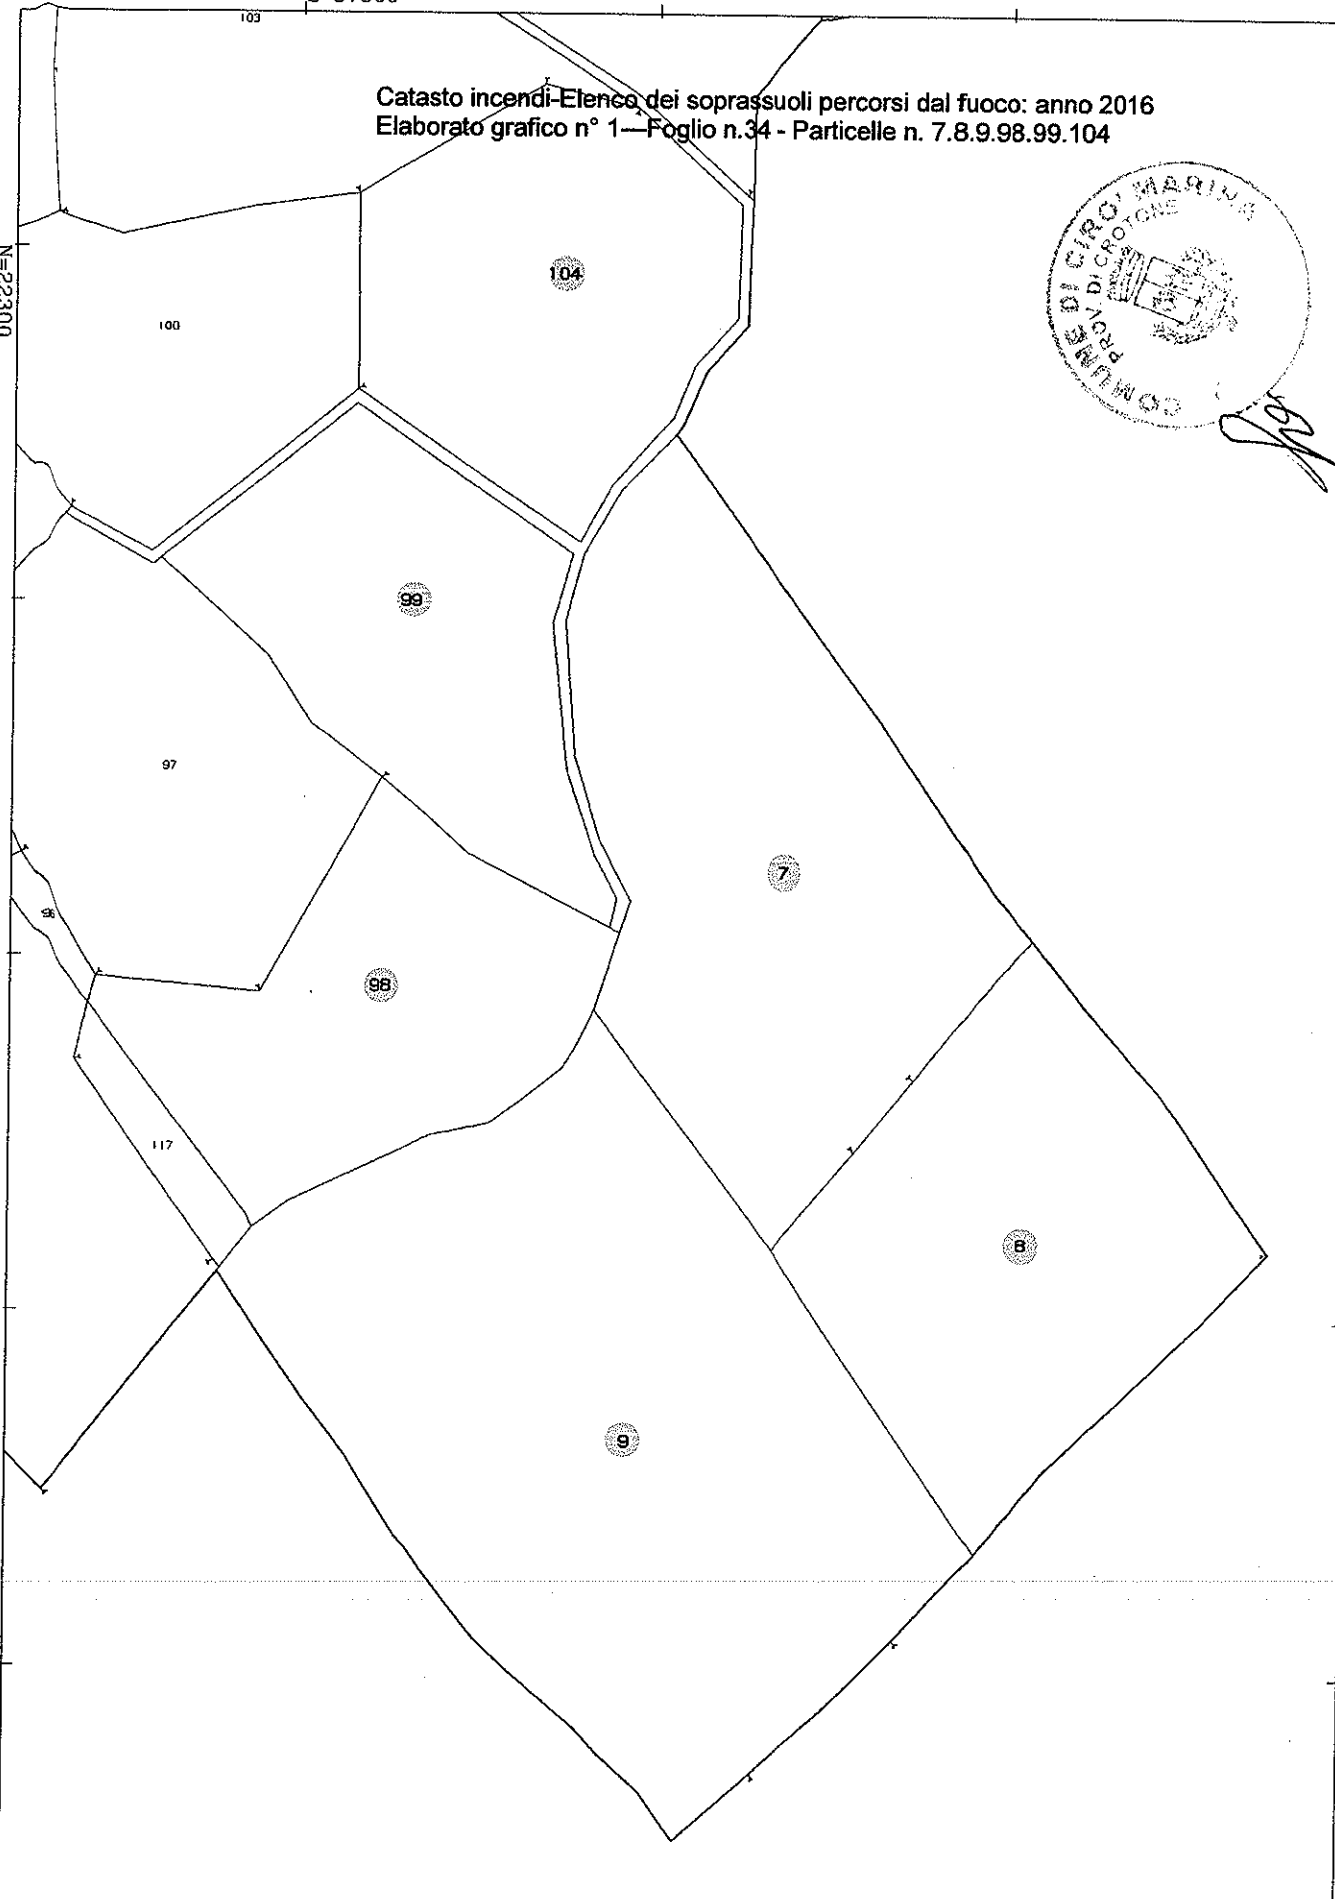 103
Catasto incendi-Elenco dei soprassuoli percorsi dal fuoco: anno 2016
Elaborato grafico n° 1—Foglio n.34 - Particelle n. 7.8.9.98.99.104
COMUNE DI CIRO' MARINA
PROV. DI CROTONE
N=22300
104
100
99
97
7
96
98
117
8
9